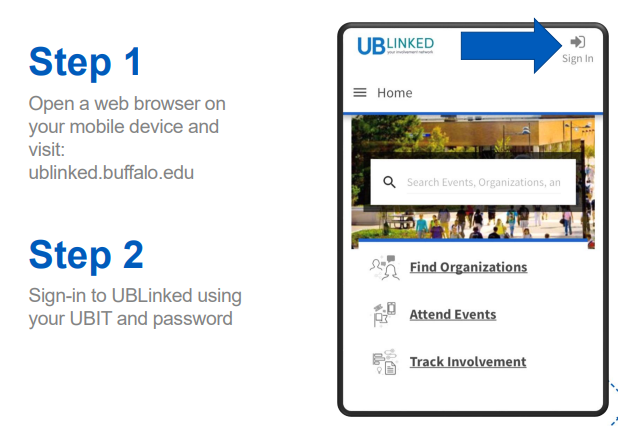 Step 1
Open a web browser on
your mobile device and
visit:
ublinked.buffalo.edu
Step 2
Sign-in to UBLinked using
your UBIT and password
UB LINKED
your involvement network
Sign In
Home
Search Events, Organizations, an
Find Organizations
Attend Events
Track Involvement